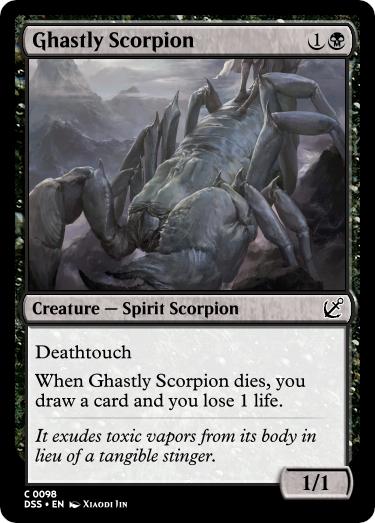 Ghastly Scorpion 1
Creature — Spirit Scorpion
Deathtouch
When Ghastly Scorpion dies, you
draw a card and you lose 1 life.
It exudes toxic vapors from its body in
lieu of a tangible stinger.
1/1
C 0098
DSS • EN Xiaodi Jin